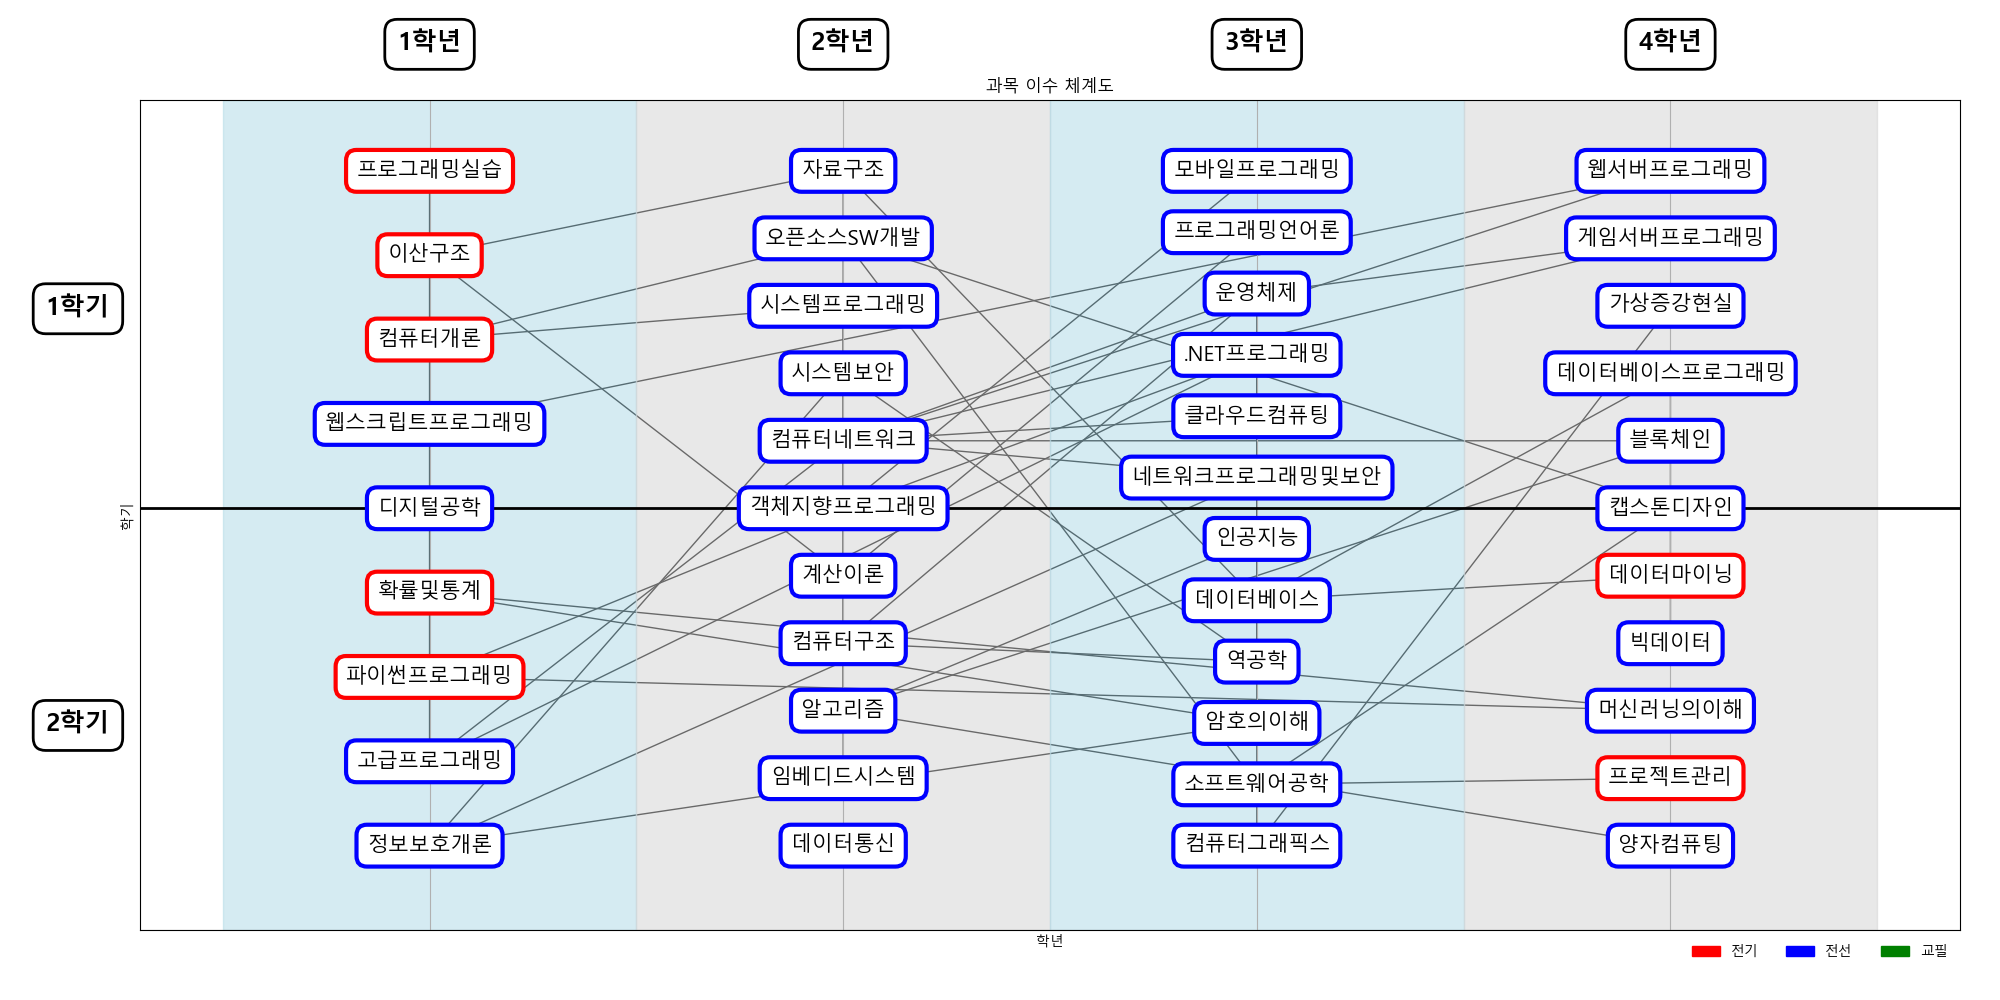 1학년
2학년
3학년
4학년
과목 이수 체계도
1학기
2학기
학기
프로그래밍실습
이산구조
컴퓨터개론
웹스크립트프로그래밍
디지털공학
확률및통계
파이썬프로그래밍
고급프로그래밍
정보보호개론
자료구조
오픈소스SW개발
시스템프로그래밍
시스템보안
컴퓨터네트워크
객체지향프로그래밍
계산이론
컴퓨터구조
알고리즘
임베디드시스템
데이터통신
모바일프로그래밍
프로그래밍언어론
운영체제
.NET프로그래밍
클라우드컴퓨팅
네트워크프로그래밍및보안
인공지능
데이터베이스
역공학
암호의이해
소프트웨어공학
컴퓨터그래픽스
웹서버프로그래밍
게임서버프로그래밍
가상증강현실
데이터베이스프로그래밍
블록체인
캡스톤디자인
데이터마이닝
빅데이터
머신러닝의이해
프로젝트관리
양자컴퓨팅
학년
전기
전선
교필